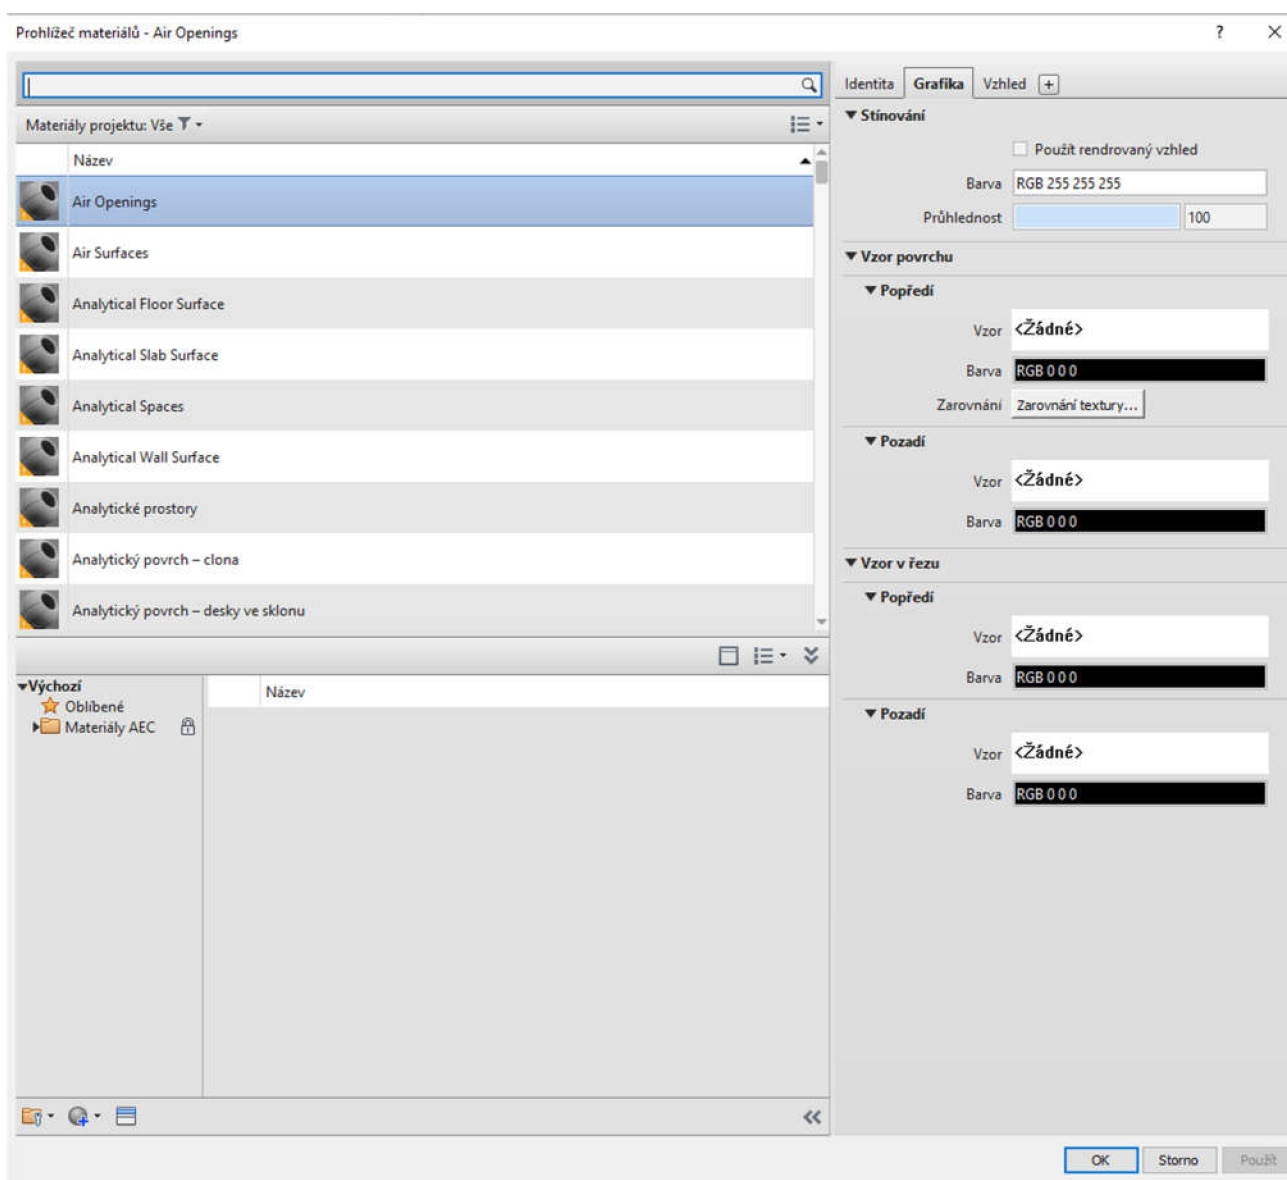 Prohlížeč materiálů - Air Openings
?
Materiály projektu: Vše
Název
Air Openings
Air Surfaces
Analytical Floor Surface
Analytical Slab Surface
Analytical Spaces
Analytical Wall Surface
Analytické prostory
Analytický povrch – clona
Analytický povrch – desky ve sklonu
Výchozí
Oblíbené
Materiály AEC
Název
Identita Grafika Vzhled +
Stínování
Použít rendrovaný vzhled
Barva RGB 255 255 255
Průhlednost 100
Vzor povrchu
Popředí
Vzor <Žádné>
Barva RGB 0 0 0
Zarovnání Zarovnání textury...
Pozadí
Vzor <Žádné>
Barva RGB 0 0 0
Vzor v řezu
Popředí
Vzor <Žádné>
Barva RGB 0 0 0
Pozadí
Vzor <Žádné>
Barva RGB 0 0 0
OK Storno Použít